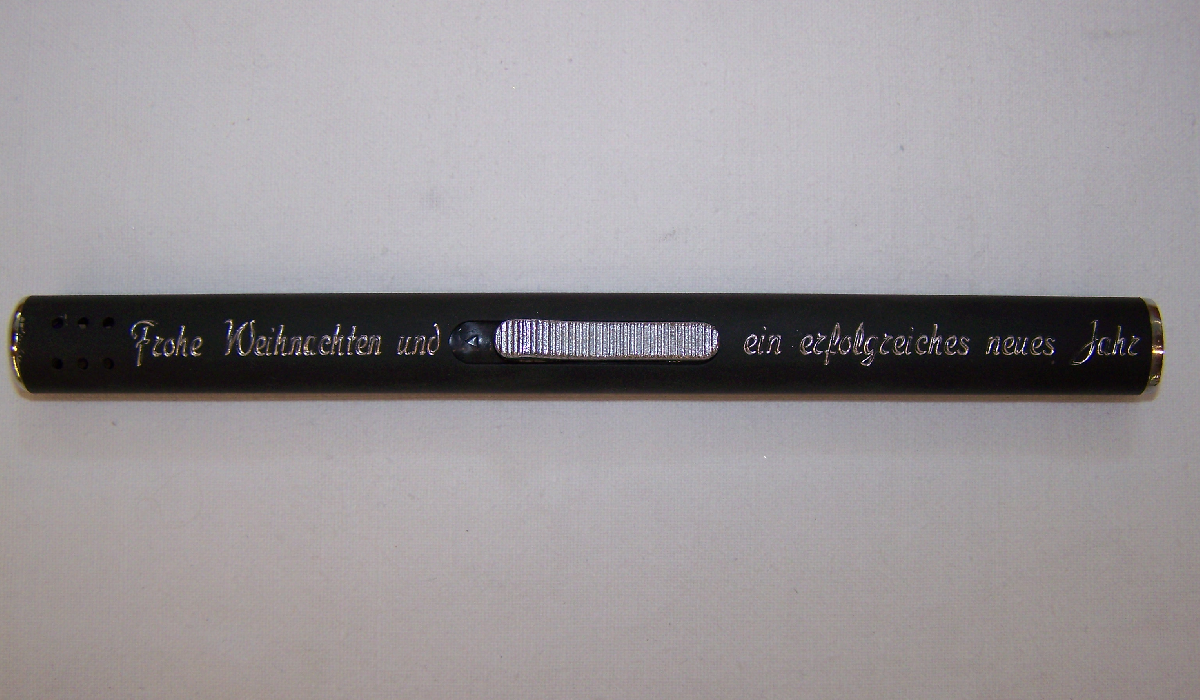 Frohe Weihnachten und ein erfolgreiches neues Jahr